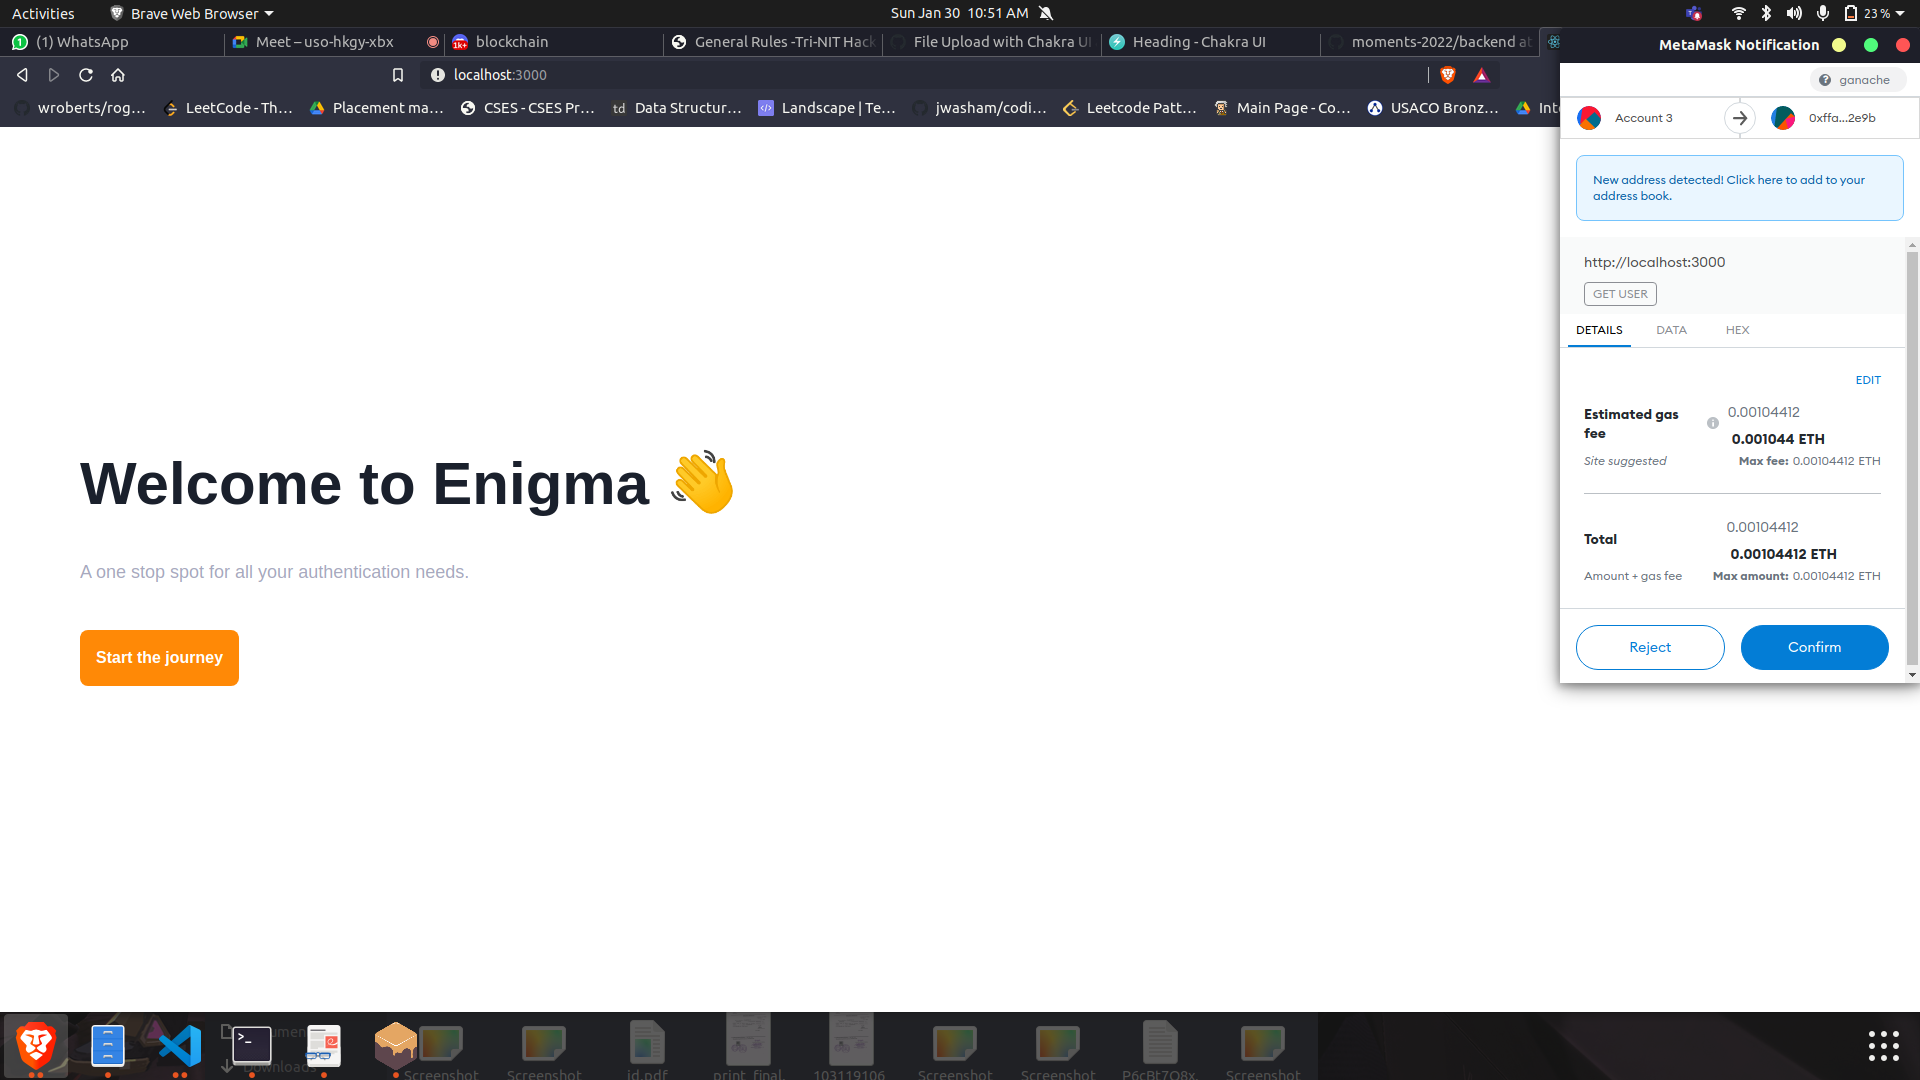 Activities
Brave Web Browser
Sun Jan 30 10:51 AM
23 %
(1) WhatsApp
Meet – uso-hkgy-xbx
1k+
blockchain
General Rules -Tri-NIT Hack
File Upload with Chakra UI
Heading - Chakra UI
moments-2022/backend at
MetaMask Notification
localhost:3000
wroberts/rog…
LeetCode - Th…
Placement ma…
CSES - CSES Pr…
td
Data Structur…
Landscape | Te…
jwasham/codi…
Leetcode Patt…
Main Page - Co…
USACO Bronz…
ganache
Account 3
0xffa...2e9b
New address detected! Click here to add to your
address book.
http://localhost:3000
GET USER
DETAILS
DATA
HEX
EDIT
Estimated gas
fee
0.00104412
0.001044 ETH
Site suggested
Max fee: 0.00104412 ETH
Total
0.00104412
0.00104412 ETH
Amount + gas fee
Max amount: 0.00104412 ETH
Reject
Confirm
Welcome to Enigma 👋
A one stop spot for all your authentication needs.
Start the journey
Downloads
Screenshot
Screenshot
id.pdf
print_final.
103119106
Screenshot
Screenshot
P6cBt7O8x.
Screenshot